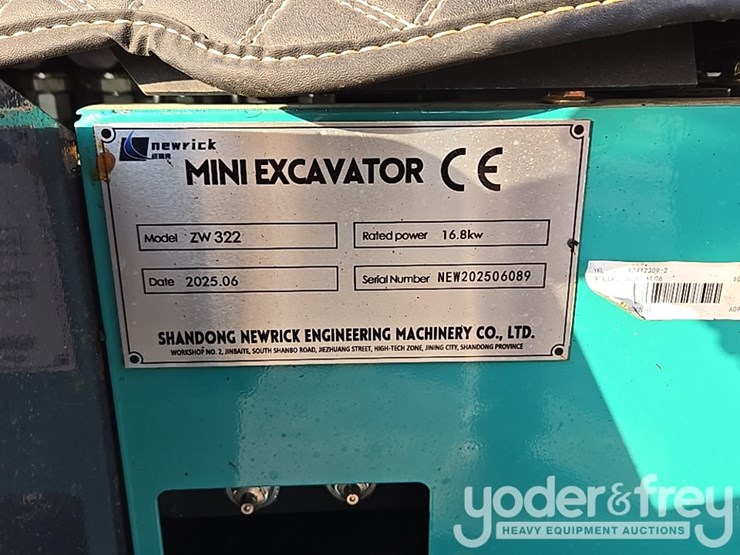 newrick
MINI EXCAVATOR CE
Model ZW 322
Rated power 16.8kw
Date 2025.06
Serial Number NEW202506089
SHANDONG NEWRICK ENGINEERING MACHINERY CO., LTD.
WORKSHOP NO. 2, JINBAITE, SOUTH SHANBO ROAD, JIEZHUANG STREET, HIGH-TECH ZONE, JINING CITY, SHANDONG PROVINCE
yoder&frey
HEAVY EQUIPMENT AUCTIONS